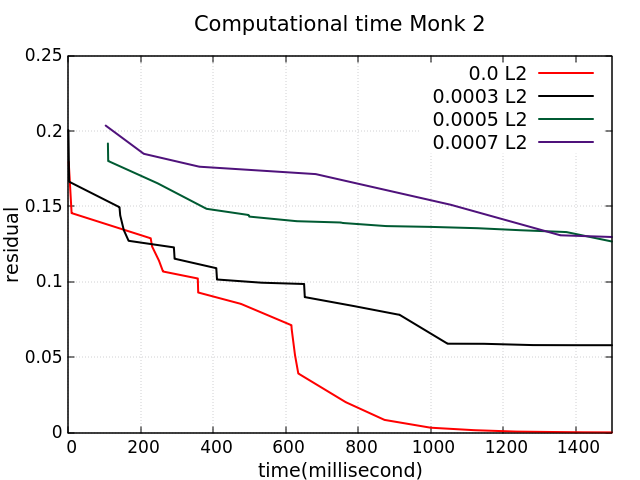 Computational time Monk 2
0.25
0.2
0.15
0.1
0.05
0
residual
0.0 L2
0.0003 L2
0.0005 L2
0.0007 L2
0 200 400 600 800 1000 1200 1400
time(millisecond)